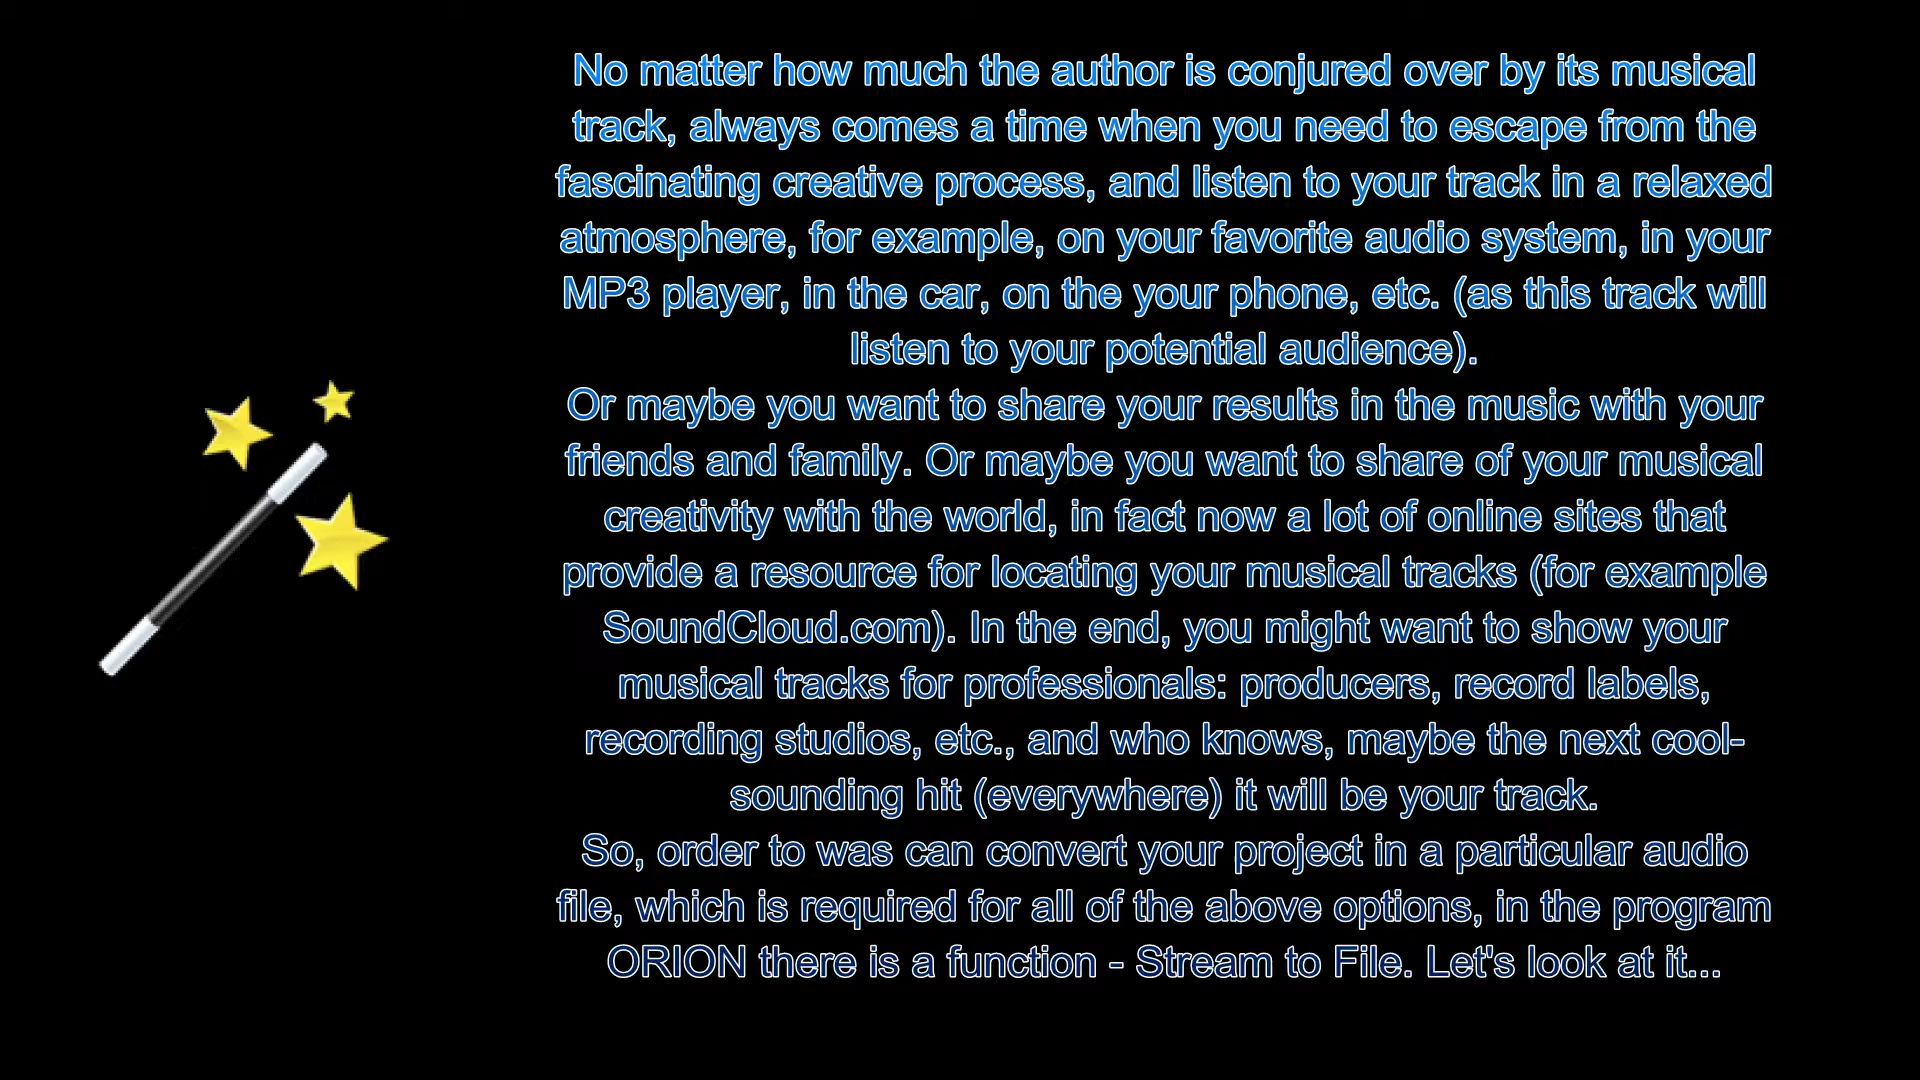 No matter how much the author is conjured over by its musical
track, always comes a time when you need to escape from the
fascinating creative process, and listen to your track in a relaxed
atmosphere, for example, on your favorite audio system, in your
MP3 player, in the car, on the your phone, etc. (as this track will
listen to your potential audience).
Or maybe you want to share your results in the music with your
friends and family. Or maybe you want to share of your musical
creativity with the world, in fact now a lot of online sites that
provide a resource for locating your musical tracks (for example
SoundCloud.com). In the end, you might want to show your
musical tracks for professionals: producers, record labels,
recording studios, etc., and who knows, maybe the next cool-
sounding hit (everywhere) it will be your track.
So, order to was can convert your project in a particular audio
file, which is required for all of the above options, in the program
ORION there is a function - Stream to File. Let's look at it...